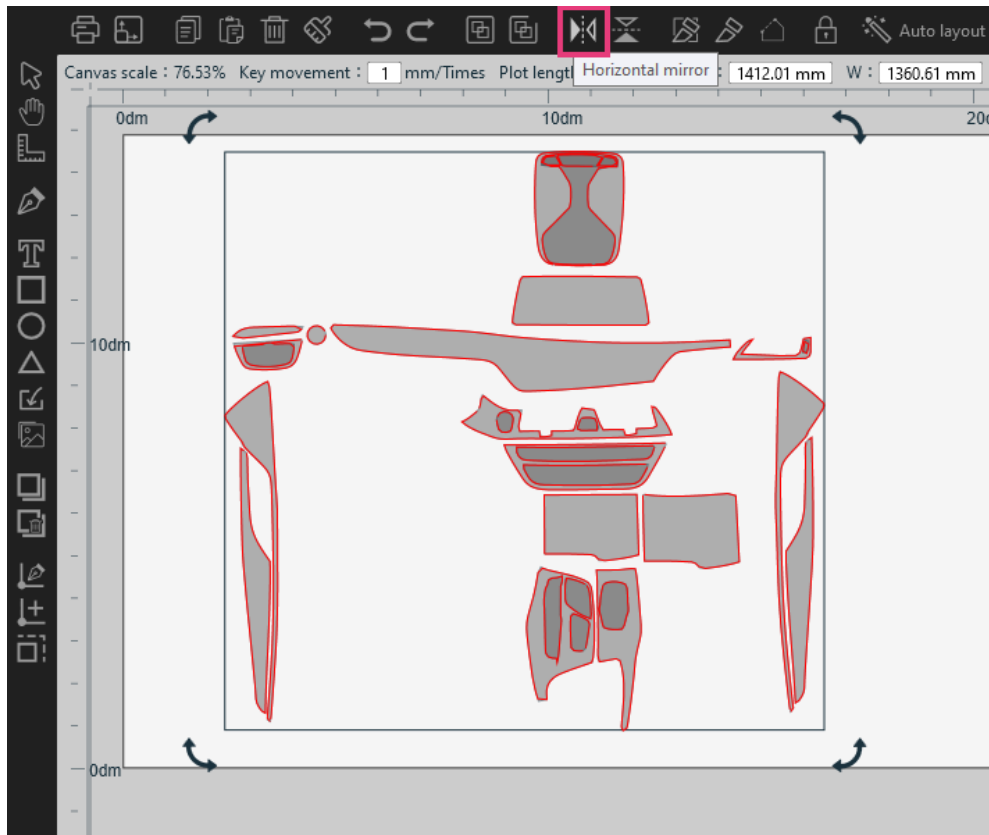 Auto layout
Canvas scale：76.53% Key movement： 1 mm/Times Plot lengt
Horizontal mirror
: 1412.01 mm W： 1360.61 mm
0dm 10dm 20
10dm
0dm